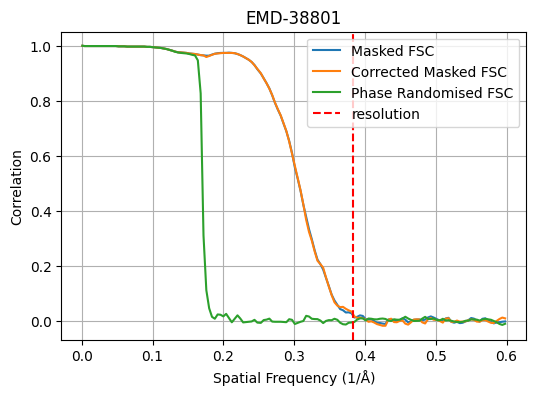 EMD-38801
Masked FSC
Corrected Masked FSC
Phase Randomised FSC
resolution
Correlation
1.0
0.8
0.6
0.4
0.2
0.0
0.0 0.1 0.2 0.3 0.4 0.5 0.6
Spatial Frequency (1/Å)